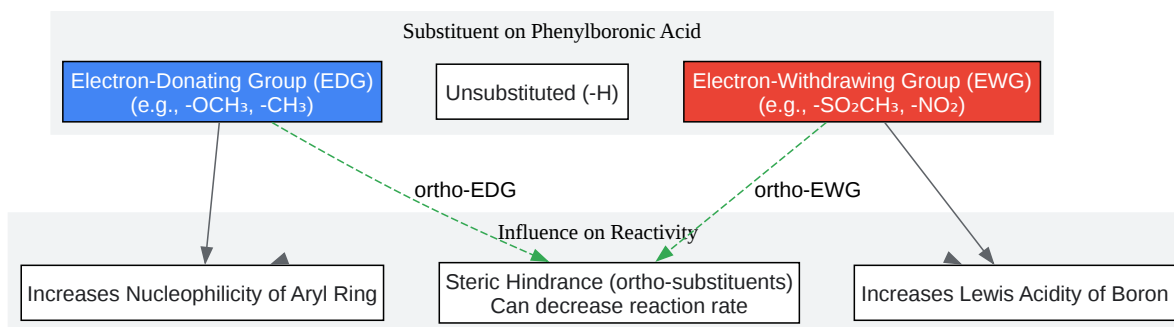 Substituent on Phenylboronic Acid
Electron-Donating Group (EDG)
(e.g., -OCH₃, -CH₃)
Unsubstituted (-H)
Electron-Withdrawing Group (EWG)
(e.g., -SO₂CH₃, -NO₂)
ortho-EDG
ortho-EWG
Influence on Reactivity
Increases Nucleophilicity of Aryl Ring
Steric Hindrance (ortho-substituents)
Can decrease reaction rate
Increases Lewis Acidity of Boron